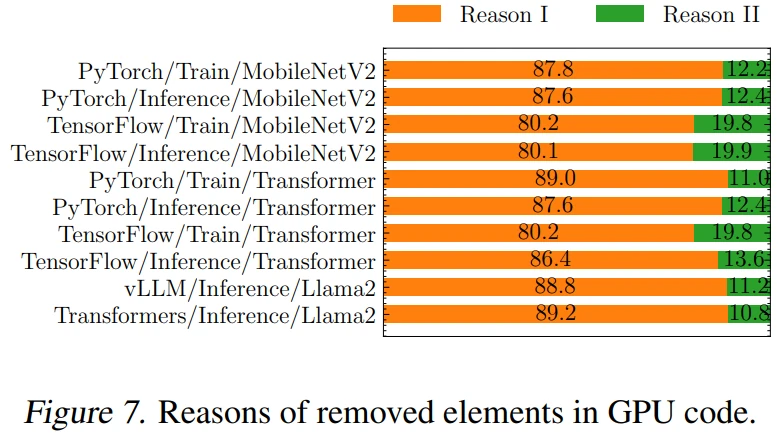 Reason I Reason II
PyTorch/Train/MobileNetV2 87.8 12.2
PyTorch/Inference/MobileNetV2 87.6 12.4
TensorFlow/Train/MobileNetV2 80.2 19.8
TensorFlow/Inference/MobileNetV2 80.1 19.9
PyTorch/Train/Transformer 89.0 11.0
PyTorch/Inference/Transformer 87.6 12.4
TensorFlow/Train/Transformer 80.2 19.8
TensorFlow/Inference/Transformer 86.4 13.6
vLLM/Inference/Llama2 88.8 11.2
Transformers/Inference/Llama2 89.2 10.8
Figure 7. Reasons of removed elements in GPU code.